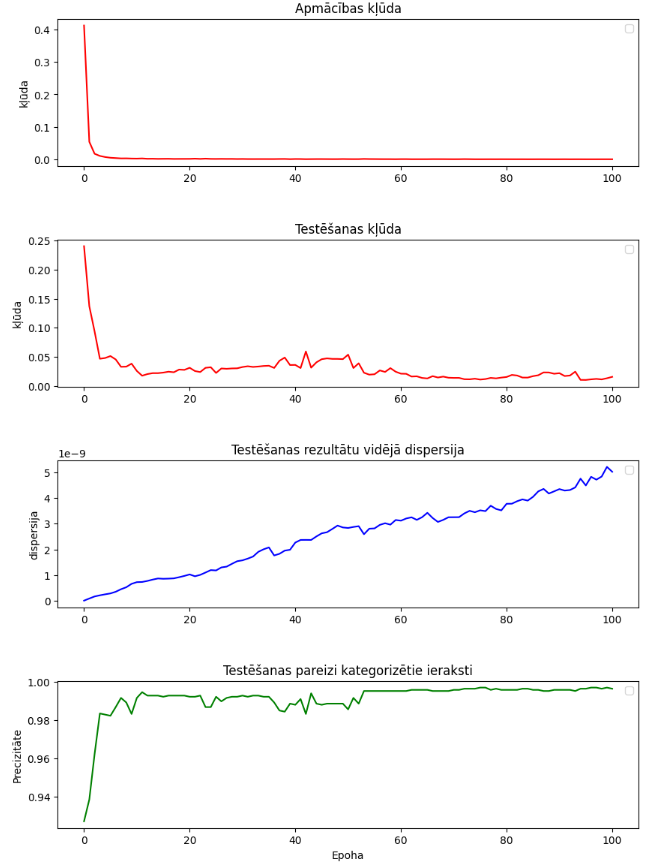 Apmācības kļūda
kļūda
0.4
0.3
0.2
0.1
0.0
0 20 40 60 80 100
Testēšanas kļūda
kļūda
0.25
0.20
0.15
0.10
0.05
0.00
0 20 40 60 80 100
Testēšanas rezultātu vidējā dispersija
1e−9
dispersija
5
4
3
2
1
0
0 20 40 60 80 100
Testēšanas pareizi kategorizētie ieraksti
Precizitāte
1.00
0.98
0.96
0.94
0 20 40 60 80 100
Epoha